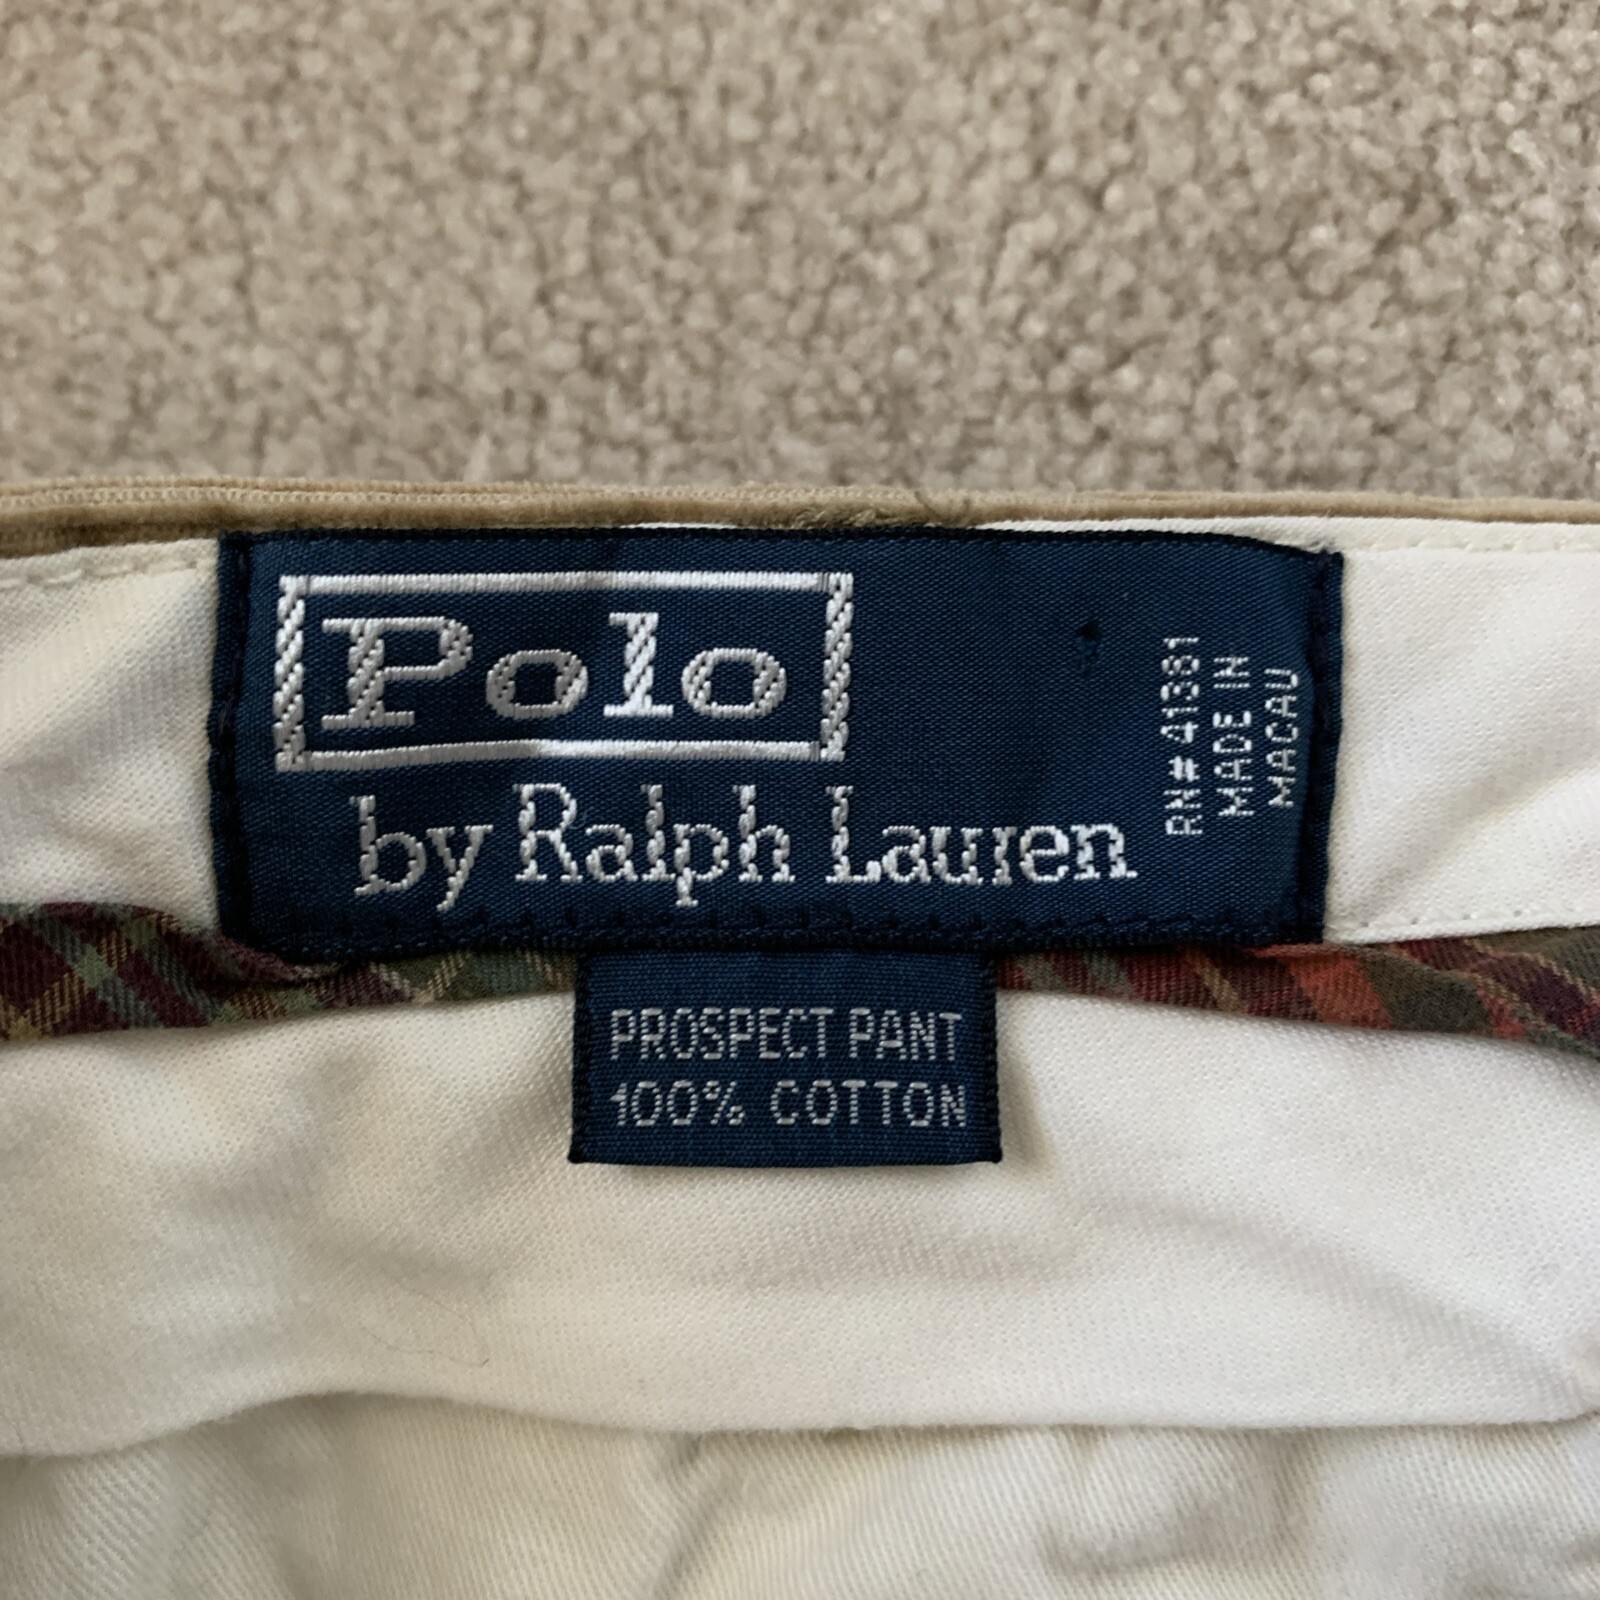 Polo
by Ralph Lauren
RN# 41381
MADE IN
MACAU
PROSPECT PANT
100% COTTON